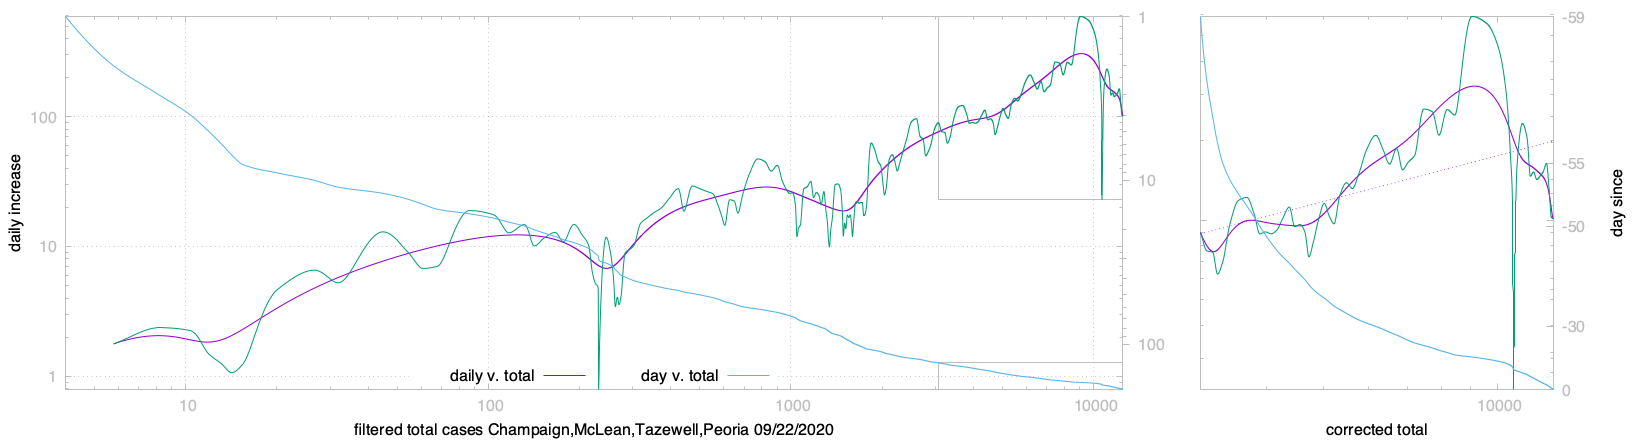 daily increase
100
10
1
10
100
1000
10000
1
10
100
daily v. total
day v. total
filtered total cases Champaign,McLean,Tazewell,Peoria 09/22/2020
-59
-55
-50
-30
0
day since
10000
corrected total